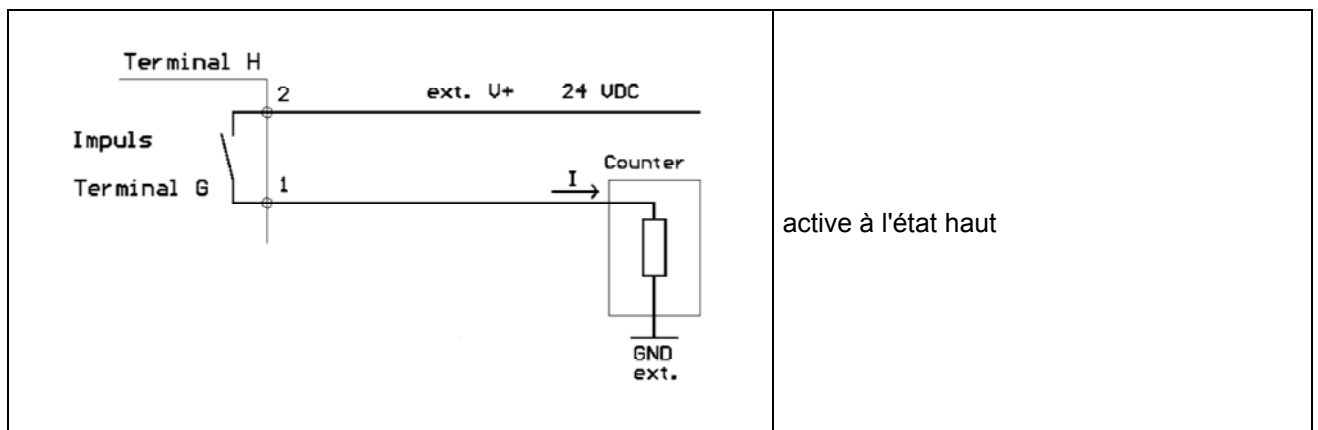 Terminal H
2
ext. V+ 24 VDC
Impuls
Counter
Terminal G
1
I
active à l'état haut
GND
ext.